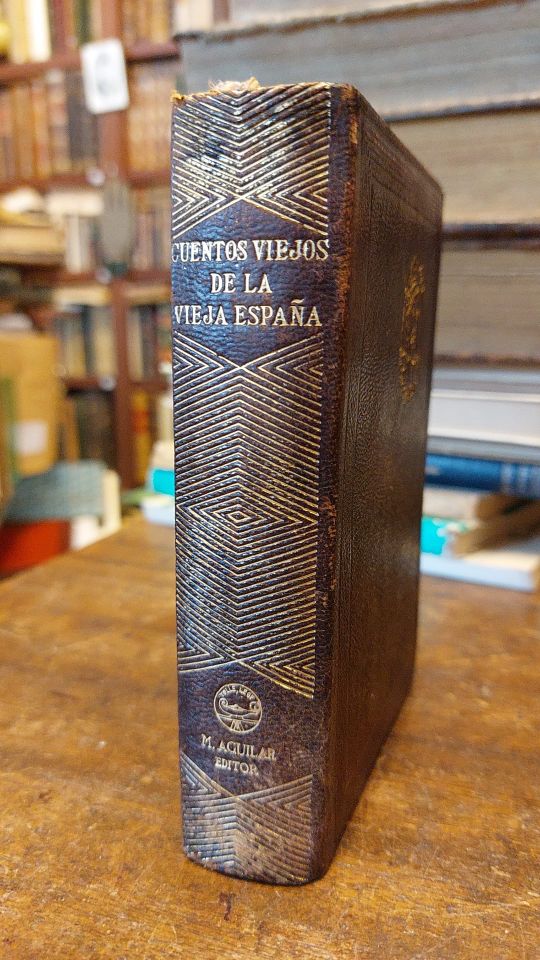 CUENTOS VIEJOS
DE LA
VIEJA ESPAÑA
M. AGUILAR
EDITOR